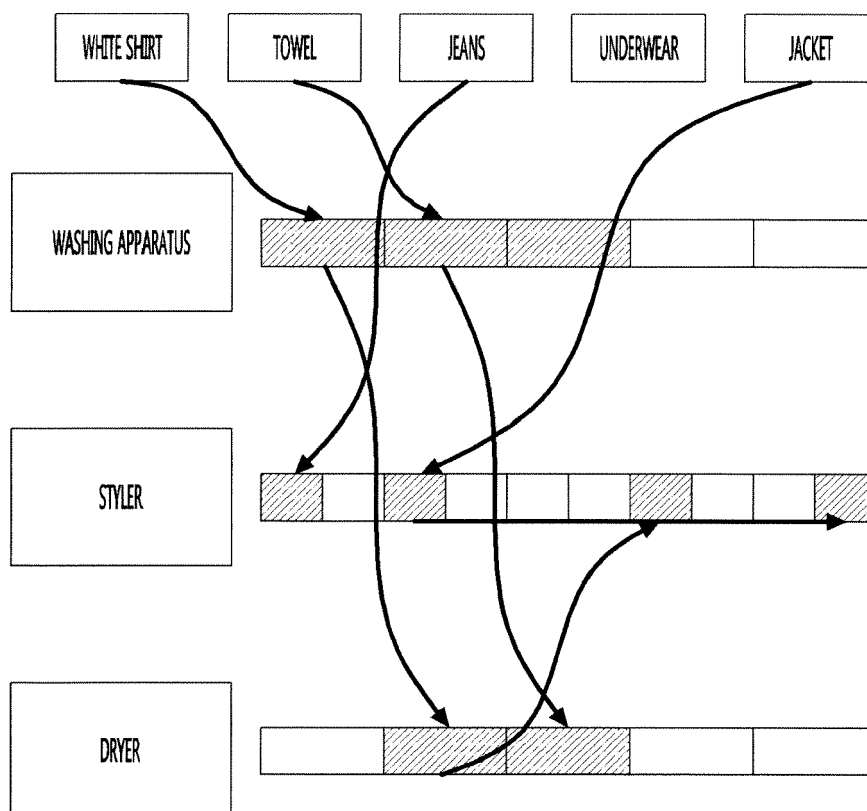 WHITE SHIRT
TOWEL
JEANS
UNDERWEAR
JACKET
WASHING APPARATUS
STYLER
DRYER